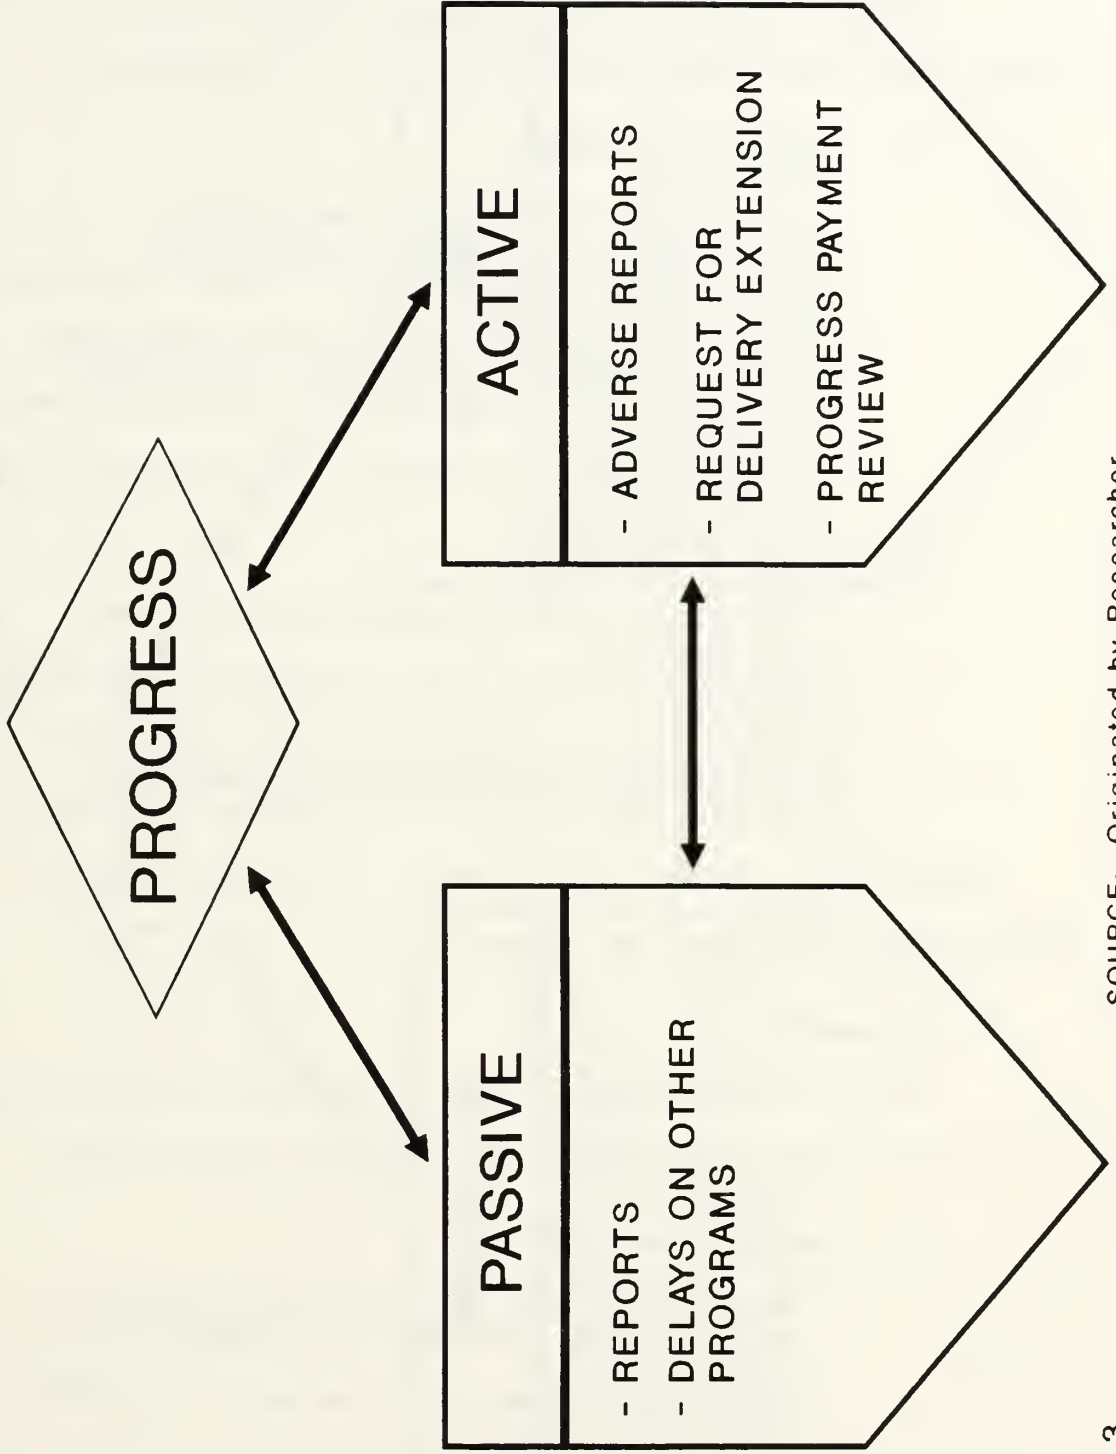 PROGRESS
PASSIVE
- REPORTS
- DELAYS ON OTHER
PROGRAMS
ACTIVE
- ADVERSE REPORTS
- REQUEST FOR
DELIVERY EXTENSION
- PROGRESS PAYMENT
REVIEW
SOURCE: Originated by Researcher